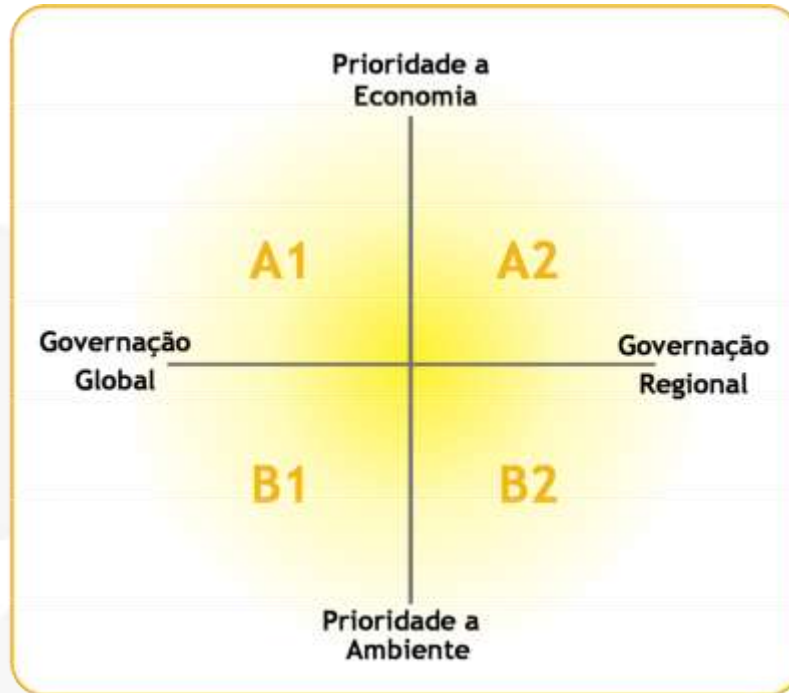 Prioridade a
Economia
A1
A2
Governação
Global
Governação
Regional
B1
B2
Prioridade a
Ambiente